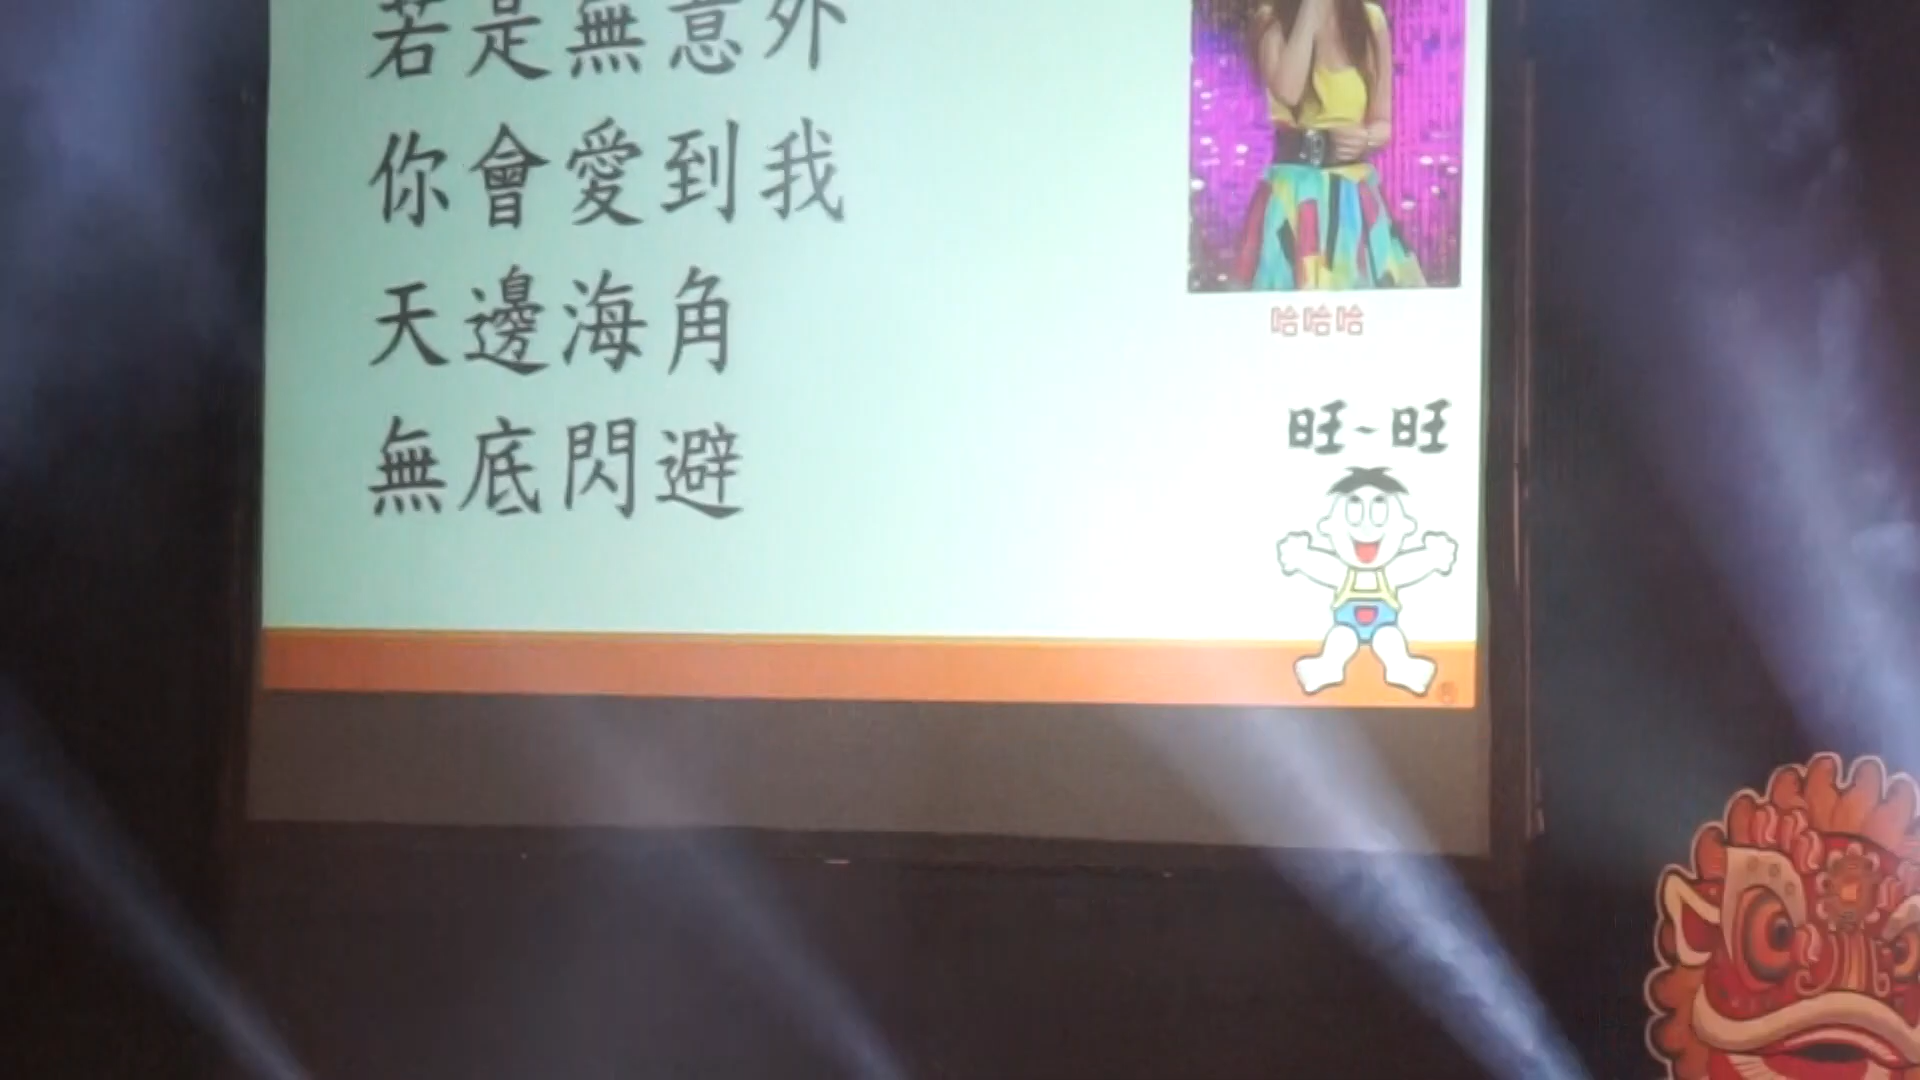 若是無意外
你會愛到我
天邊海角
無底閃避
哈哈哈
旺~旺